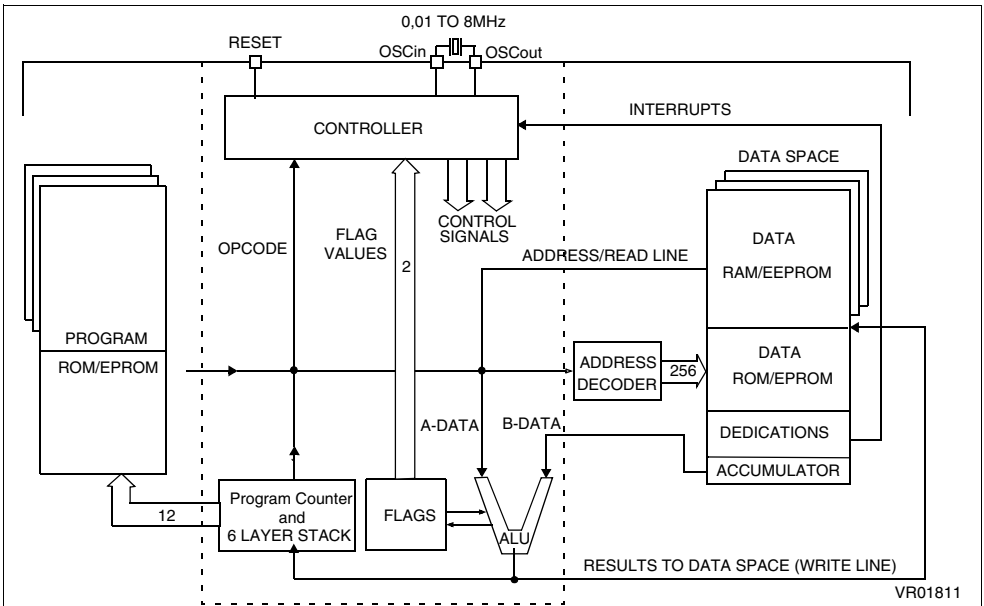 0,01 TO 8MHz
RESET
OSCin
OSCout
CONTROLLER
INTERRUPTS
DATA SPACE
CONTROL
SIGNALS
OPCODE
FLAG
VALUES
2
ADDRESS/READ LINE
DATA
RAM/EEPROM
PROGRAM
ROM/EPROM
ADDRESS
DECODER
256
DATA
ROM/EPROM
A-DATA
B-DATA
DEDICATIONS
ACCUMULATOR
12
Program Counter
and
6 LAYER STACK
FLAGS
ALU
RESULTS TO DATA SPACE (WRITE LINE)
VR01811